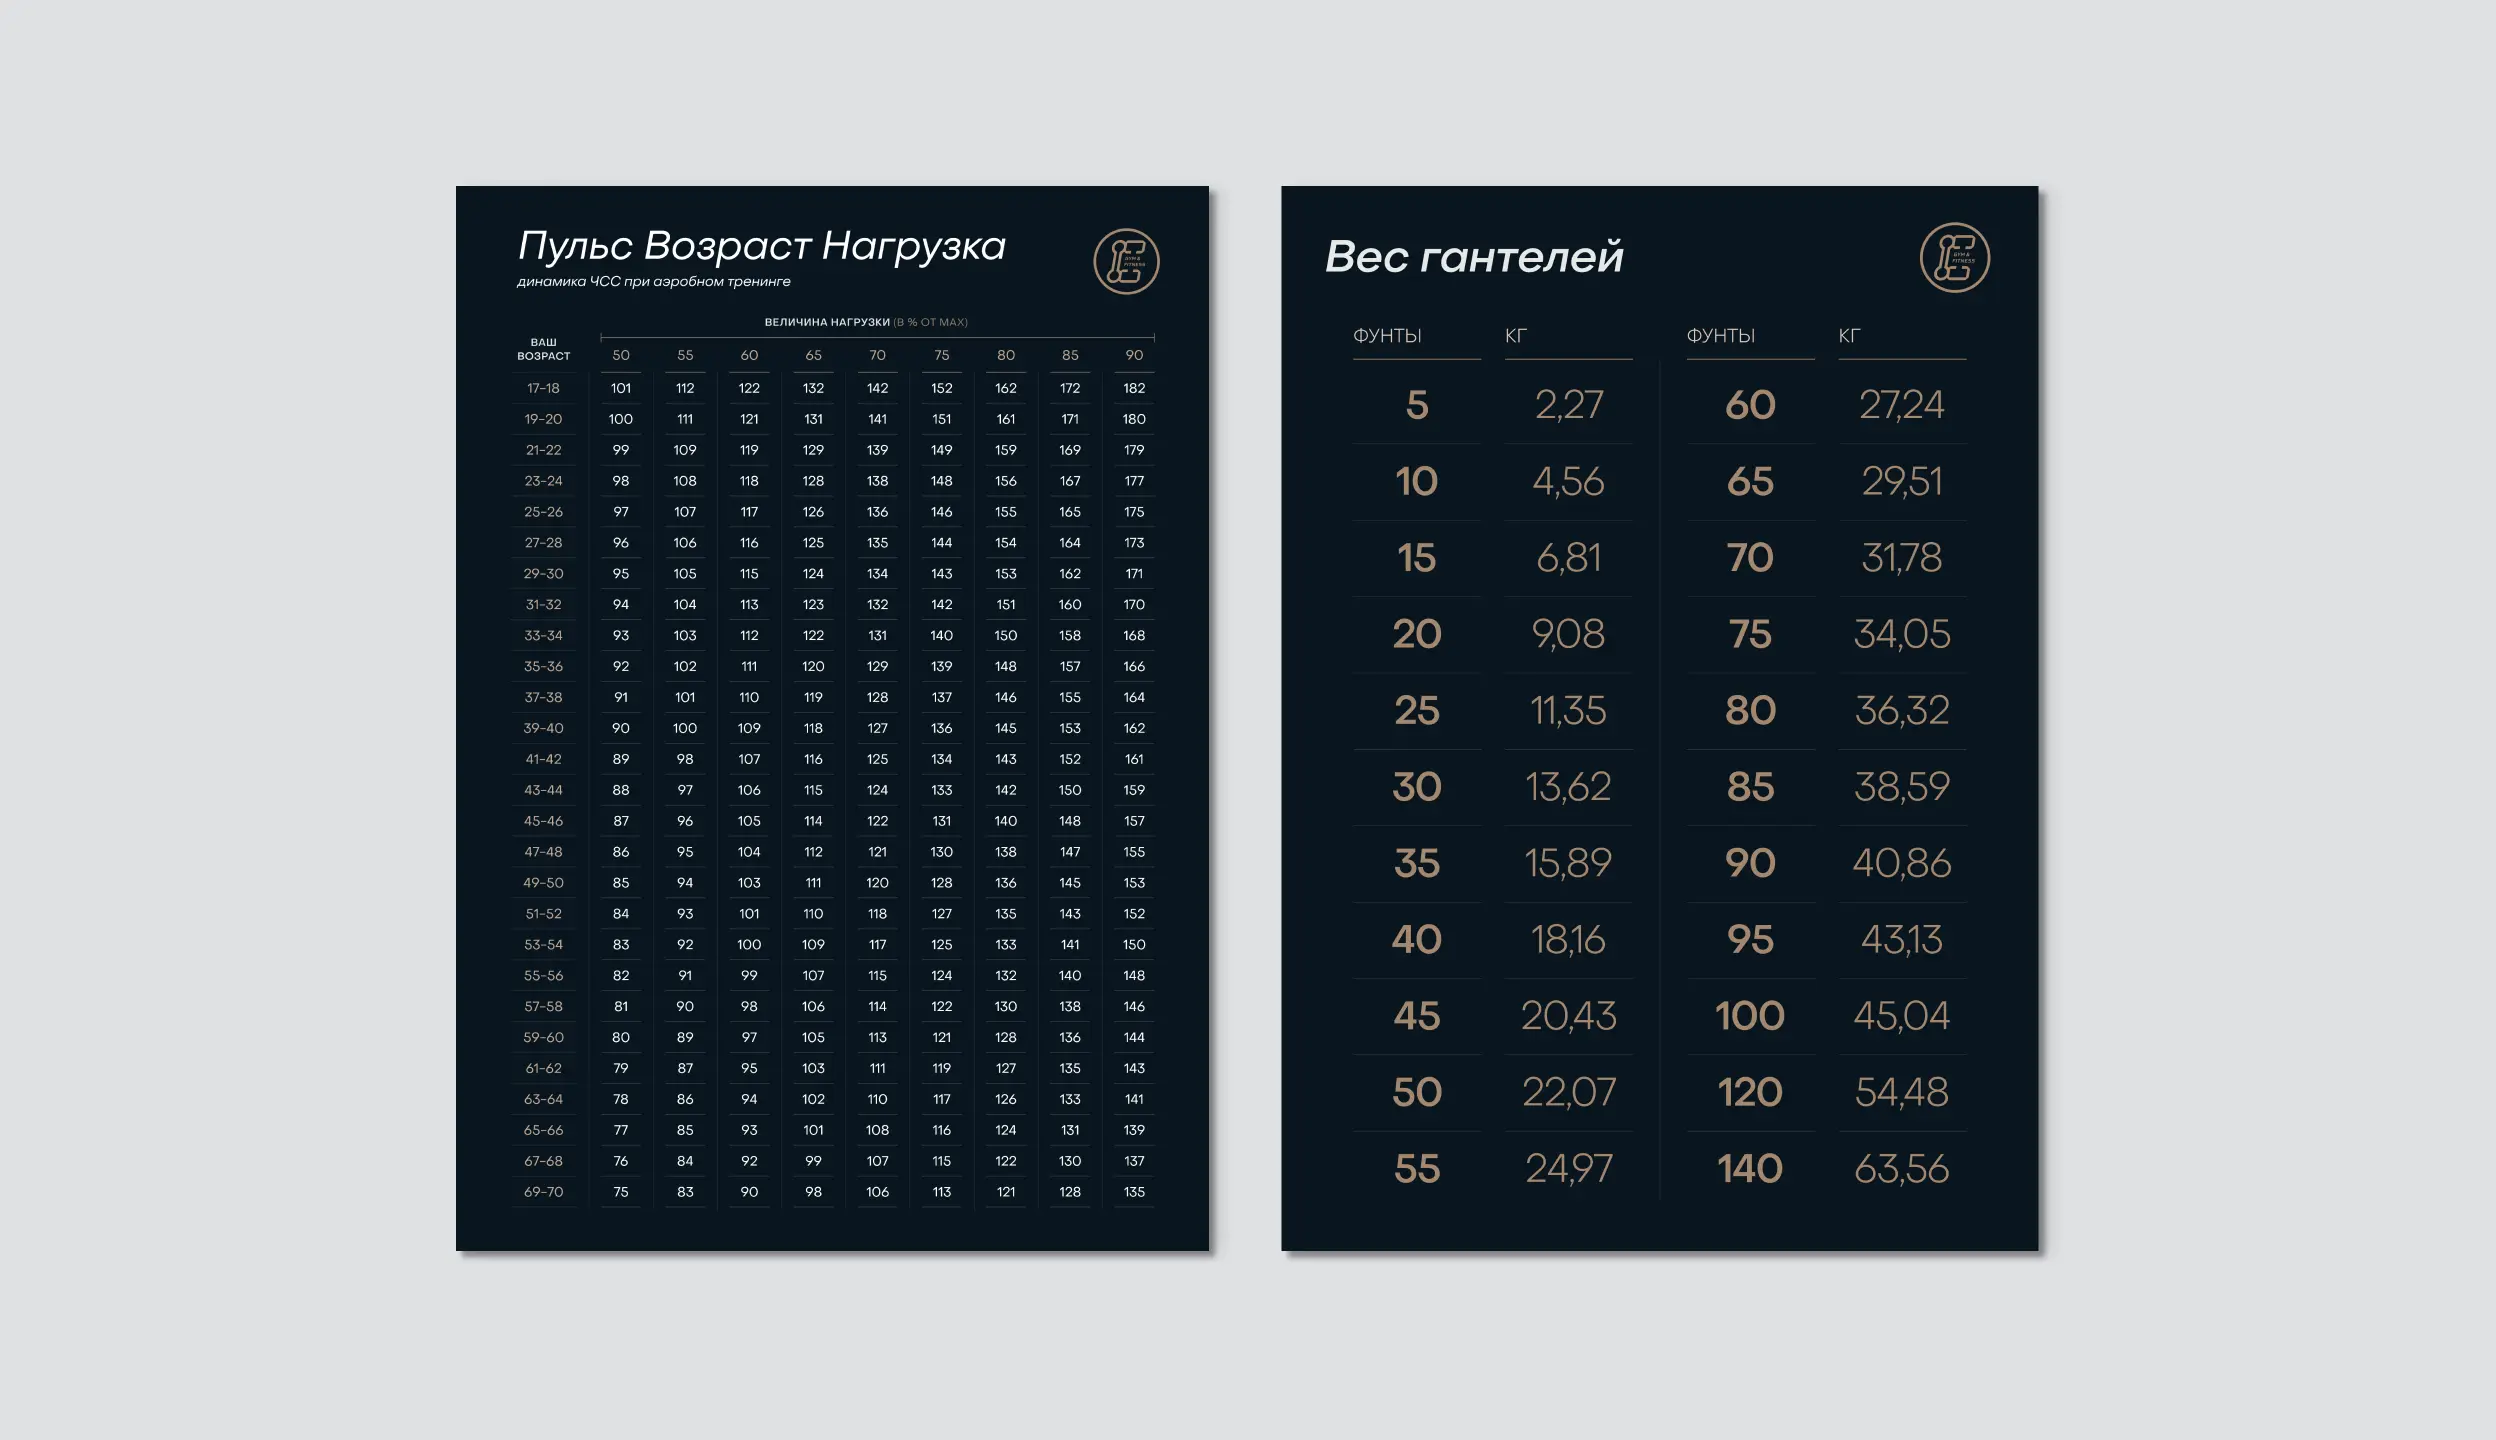 Пульс Возраст Нагрузка
динамика ЧСС при аэробном тренинге
GYM &
FITNESS
ВЕЛИЧИНА НАГРУЗКИ (В % ОТ MAX)
ВАШ
ВОЗРАСТ 50 55 60 65 70 75 80 85 90
17-18 101 112 122 132 142 152 162 172 182
19-20 100 111 121 131 141 151 161 171 180
21-22 99 109 119 129 139 149 159 169 179
23-24 98 108 118 128 138 148 156 167 177
25-26 97 107 117 126 136 146 155 165 175
27-28 96 106 116 125 135 144 154 164 173
29-30 95 105 115 124 134 143 153 162 171
31-32 94 104 113 123 132 142 151 160 170
33-34 93 103 112 122 131 140 150 158 168
35-36 92 102 111 120 129 139 148 157 166
37-38 91 101 110 119 128 137 146 155 164
39-40 90 100 109 118 127 136 145 153 162
41-42 89 98 107 116 125 134 143 152 161
43-44 88 97 106 115 124 133 142 150 159
45-46 87 96 105 114 122 131 140 148 157
47-48 86 95 104 112 121 130 138 147 155
49-50 85 94 103 111 120 128 136 145 153
51-52 84 93 101 110 118 127 135 143 152
53-54 83 92 100 109 117 125 133 141 150
55-56 82 91 99 107 115 124 132 140 148
57-58 81 90 98 106 114 122 130 138 146
59-60 80 89 97 105 113 121 128 136 144
61-62 79 87 95 103 111 119 127 135 143
63-64 78 86 94 102 110 117 126 133 141
65-66 77 85 93 101 108 116 124 131 139
67-68 76 84 92 99 107 115 122 130 137
69-70 75 83 90 98 106 113 121 128 135
Вес гантелей
GYM &
FITNESS
ФУНТЫ КГ ФУНТЫ КГ
5 2,27 60 27,24
10 4,56 65 29,51
15 6,81 70 31,78
20 9,08 75 34,05
25 11,35 80 36,32
30 13,62 85 38,59
35 15,89 90 40,86
40 18,16 95 43,13
45 20,43 100 45,04
50 22,07 120 54,48
55 24,97 140 63,56